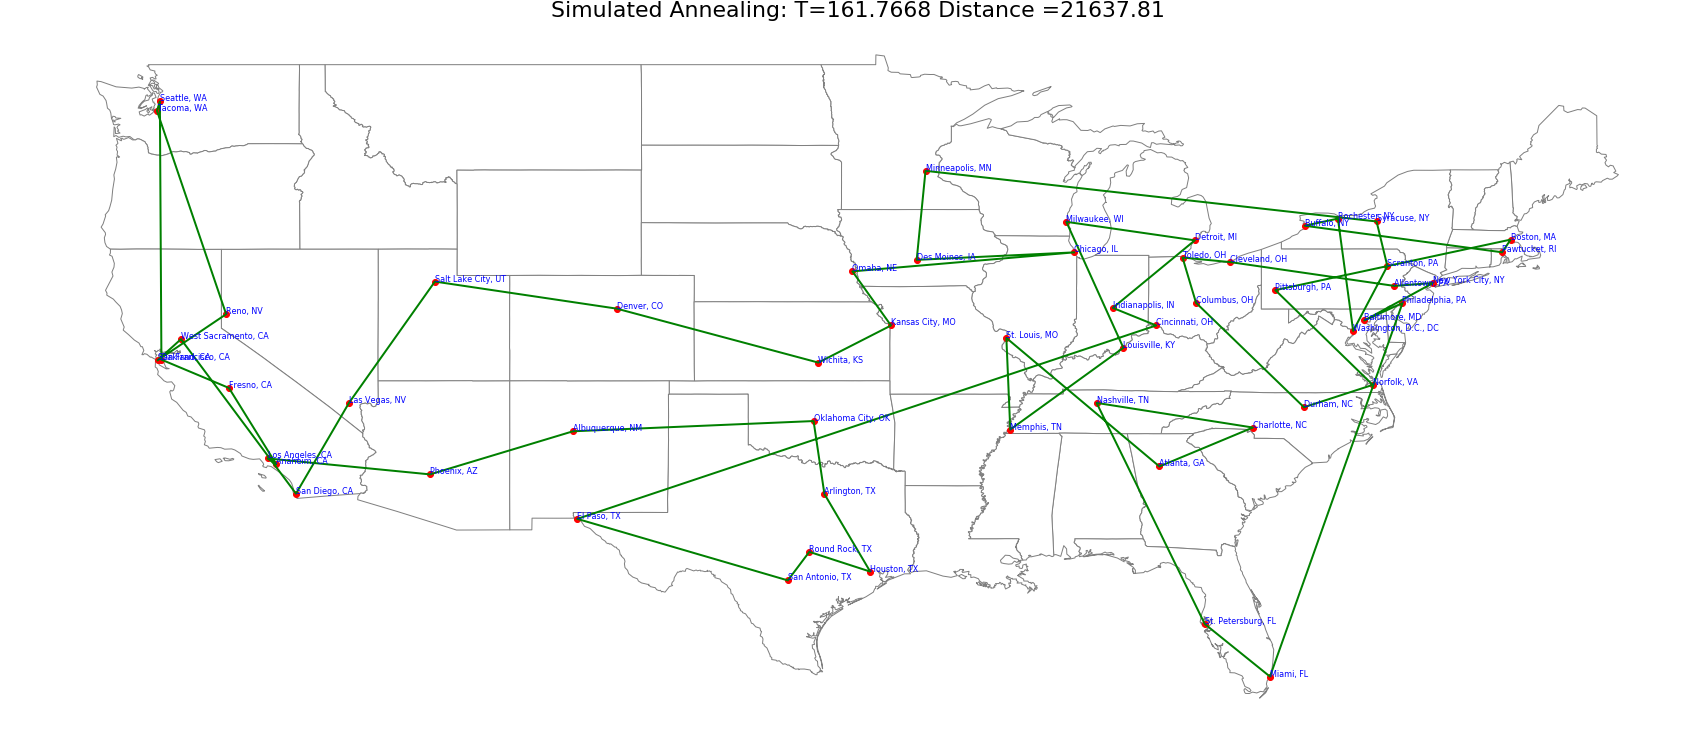 Simulated Annealing: T=161.7668 Distance =21637.81
Seattle, WA
Tacoma, WA
Minneapolis, MN
Milwaukee, WI
Rochester, NY
Syracuse, NY
Buffalo, NY
Detroit, MI
Boston, MA
Pawtucket, RI
Chicago, IL
Des Moines, IA
Toledo, OH
Cleveland, OH
Scranton, PA
Omaha, NE
Salt Lake City, UT
Allentown, PA
New York City, NY
Pittsburgh, PA
Philadelphia, PA
Columbus, OH
Denver, CO
Indianapolis, IN
Reno, NV
Baltimore, MD
Kansas City, MO
Cincinnati, OH
Washington, D.C., DC
West Sacramento, CA
St. Louis, MO
Louisville, KY
San Francisco, CA
Wichita, KS
Fresno, CA
Norfolk, VA
Las Vegas, NV
Nashville, TN
Durham, NC
Oklahoma City, OK
Albuquerque, NM
Memphis, TN
Charlotte, NC
Los Angeles, CA
Anaheim, CA
Atlanta, GA
Phoenix, AZ
San Diego, CA
Arlington, TX
El Paso, TX
Round Rock, TX
Houston, TX
San Antonio, TX
St. Petersburg, FL
Miami, FL